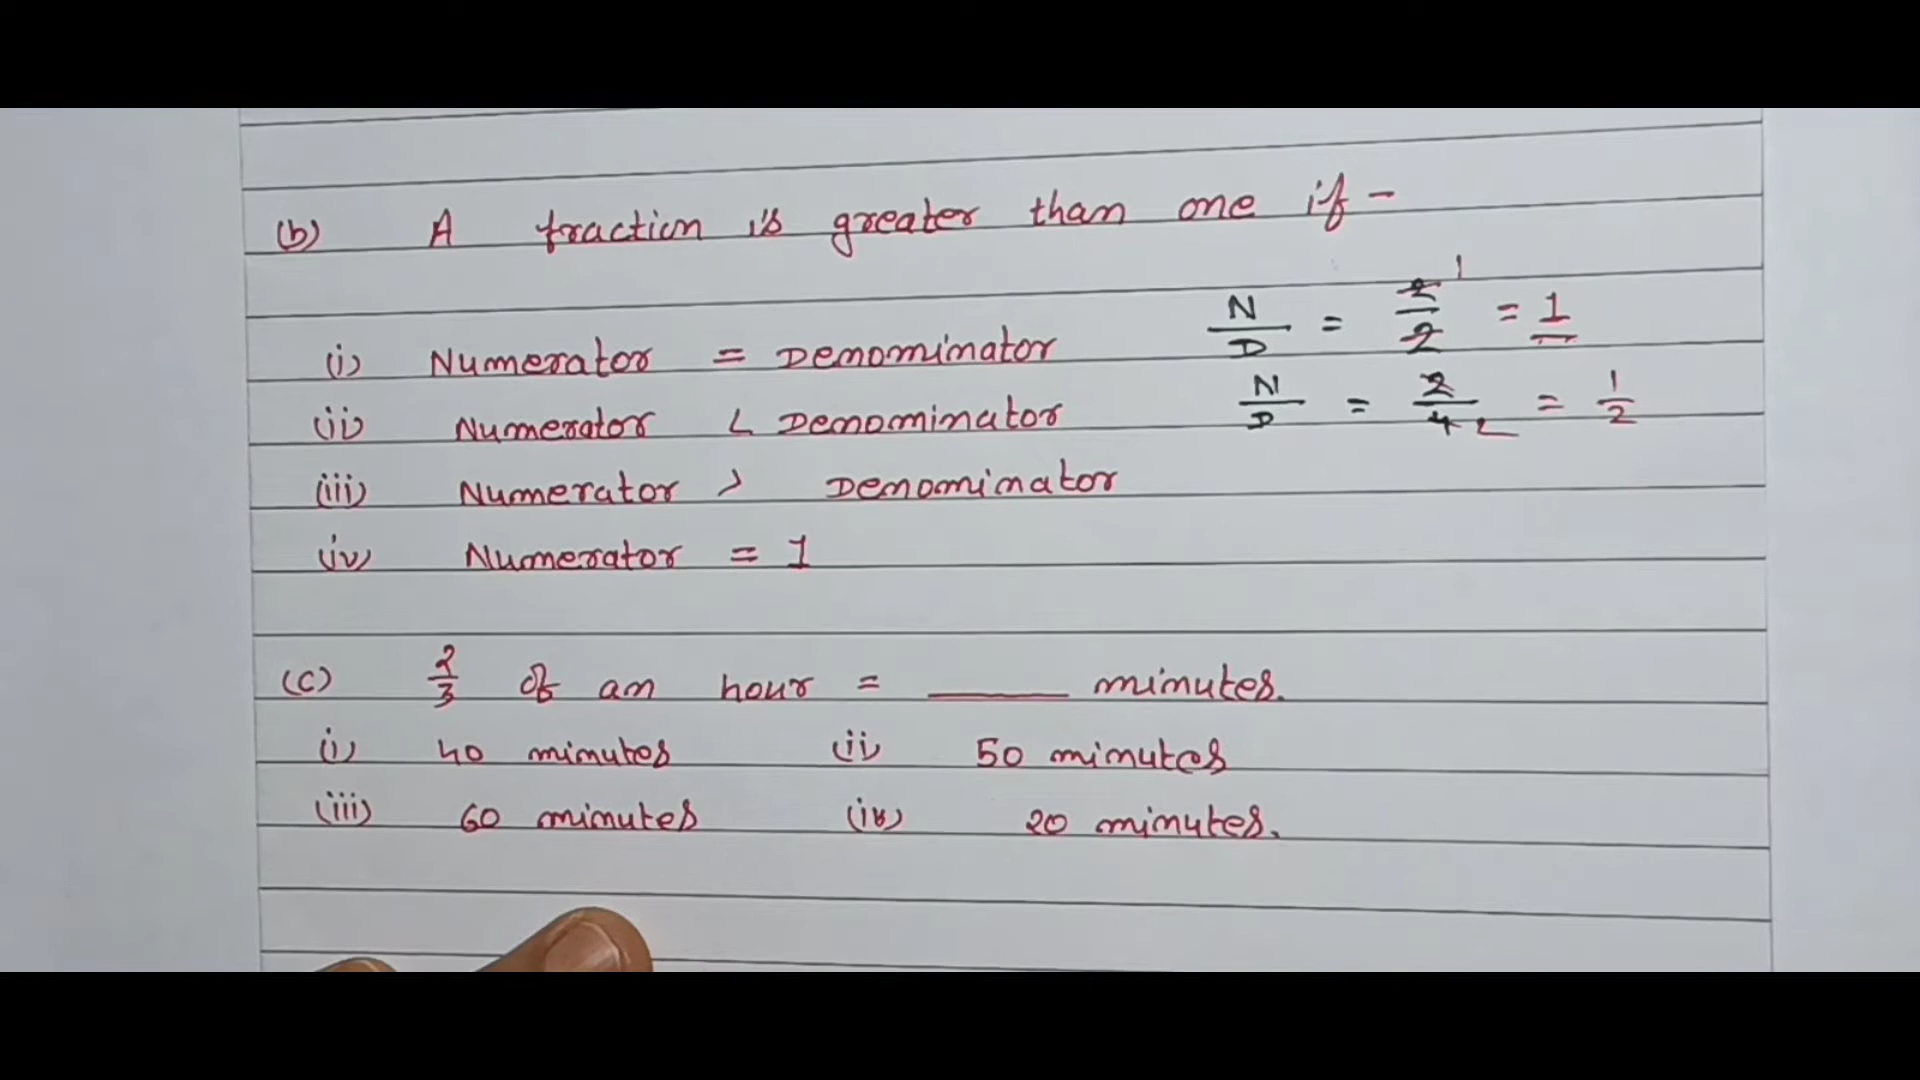 (b) A fraction is greater than one if -
(i) Numerator = Denominator N/D = 2/2 1 = 1
(ii) Numerator < Denominator N/D = 2/4 2 = 1/2
(iii) Numerator > Denominator
(iv) Numerator = 1
(c) 2/3 of an hour = ______ minutes.
(i) 40 minutes (ii) 50 minutes
(iii) 60 minutes (iv) 20 minutes.